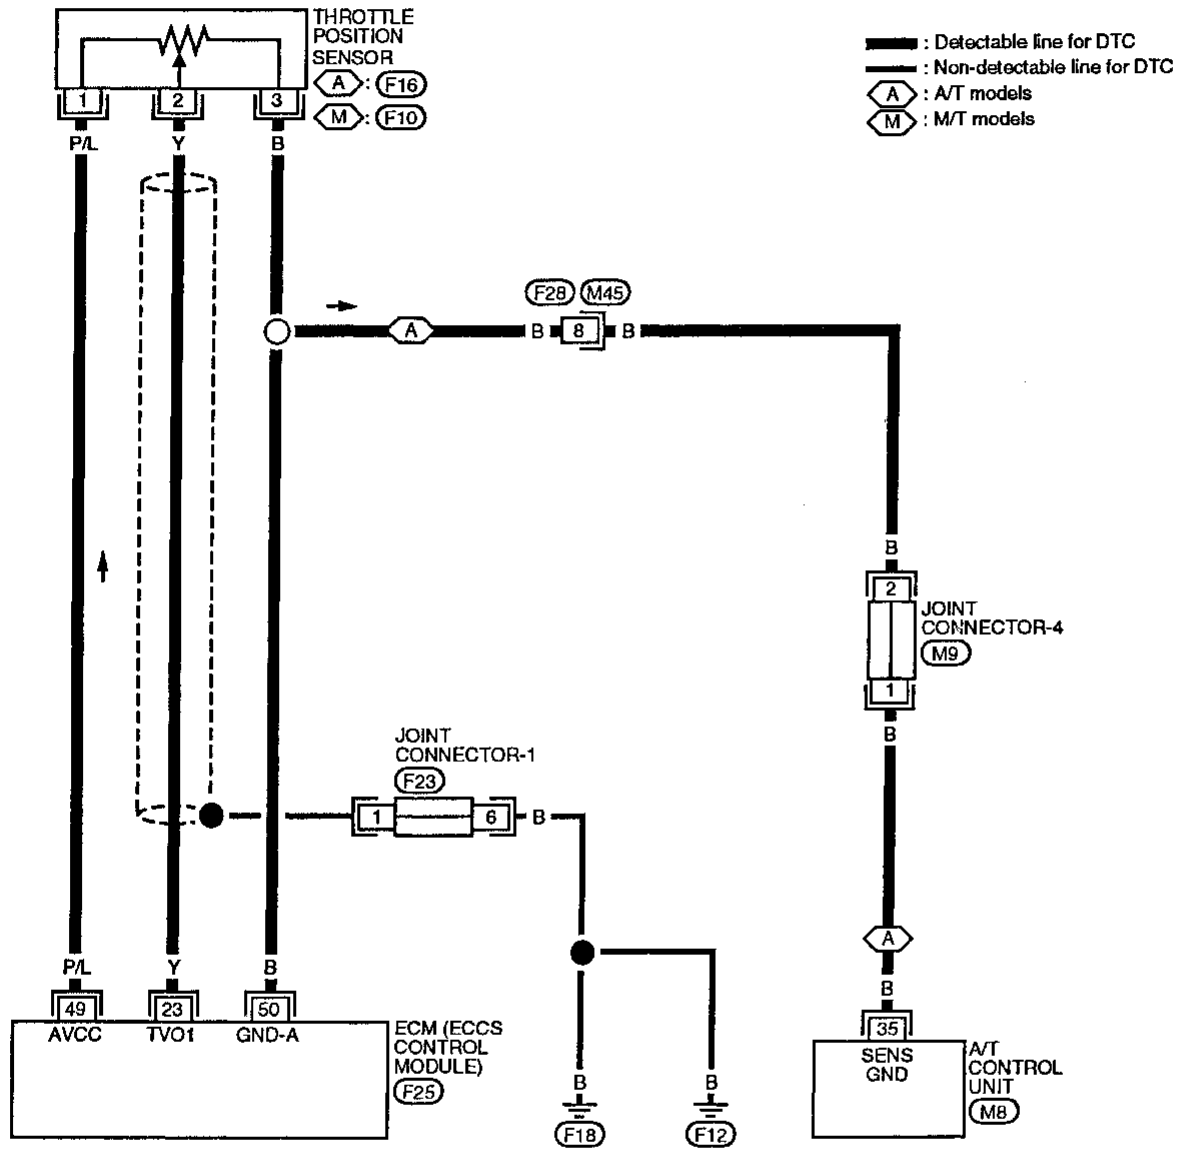 THROTTLE
POSITION
SENSOR
A : F16
M : F10
: Detectable line for DTC
: Non-detectable line for DTC
A : A/T models
M : M/T models
1 2 3
P/L Y B
F28 M45
A B 8 B
B
2
JOINT
CONNECTOR-4
M9
1
B
JOINT
CONNECTOR-1
F23
1 6 B
A
P/L Y B
B
49 23 50
35
AVCC TVO1 GND-A
ECM (ECCS
CONTROL
MODULE)
F25
SENS
GND
A/T
CONTROL
UNIT
M8
B B
F18 F12